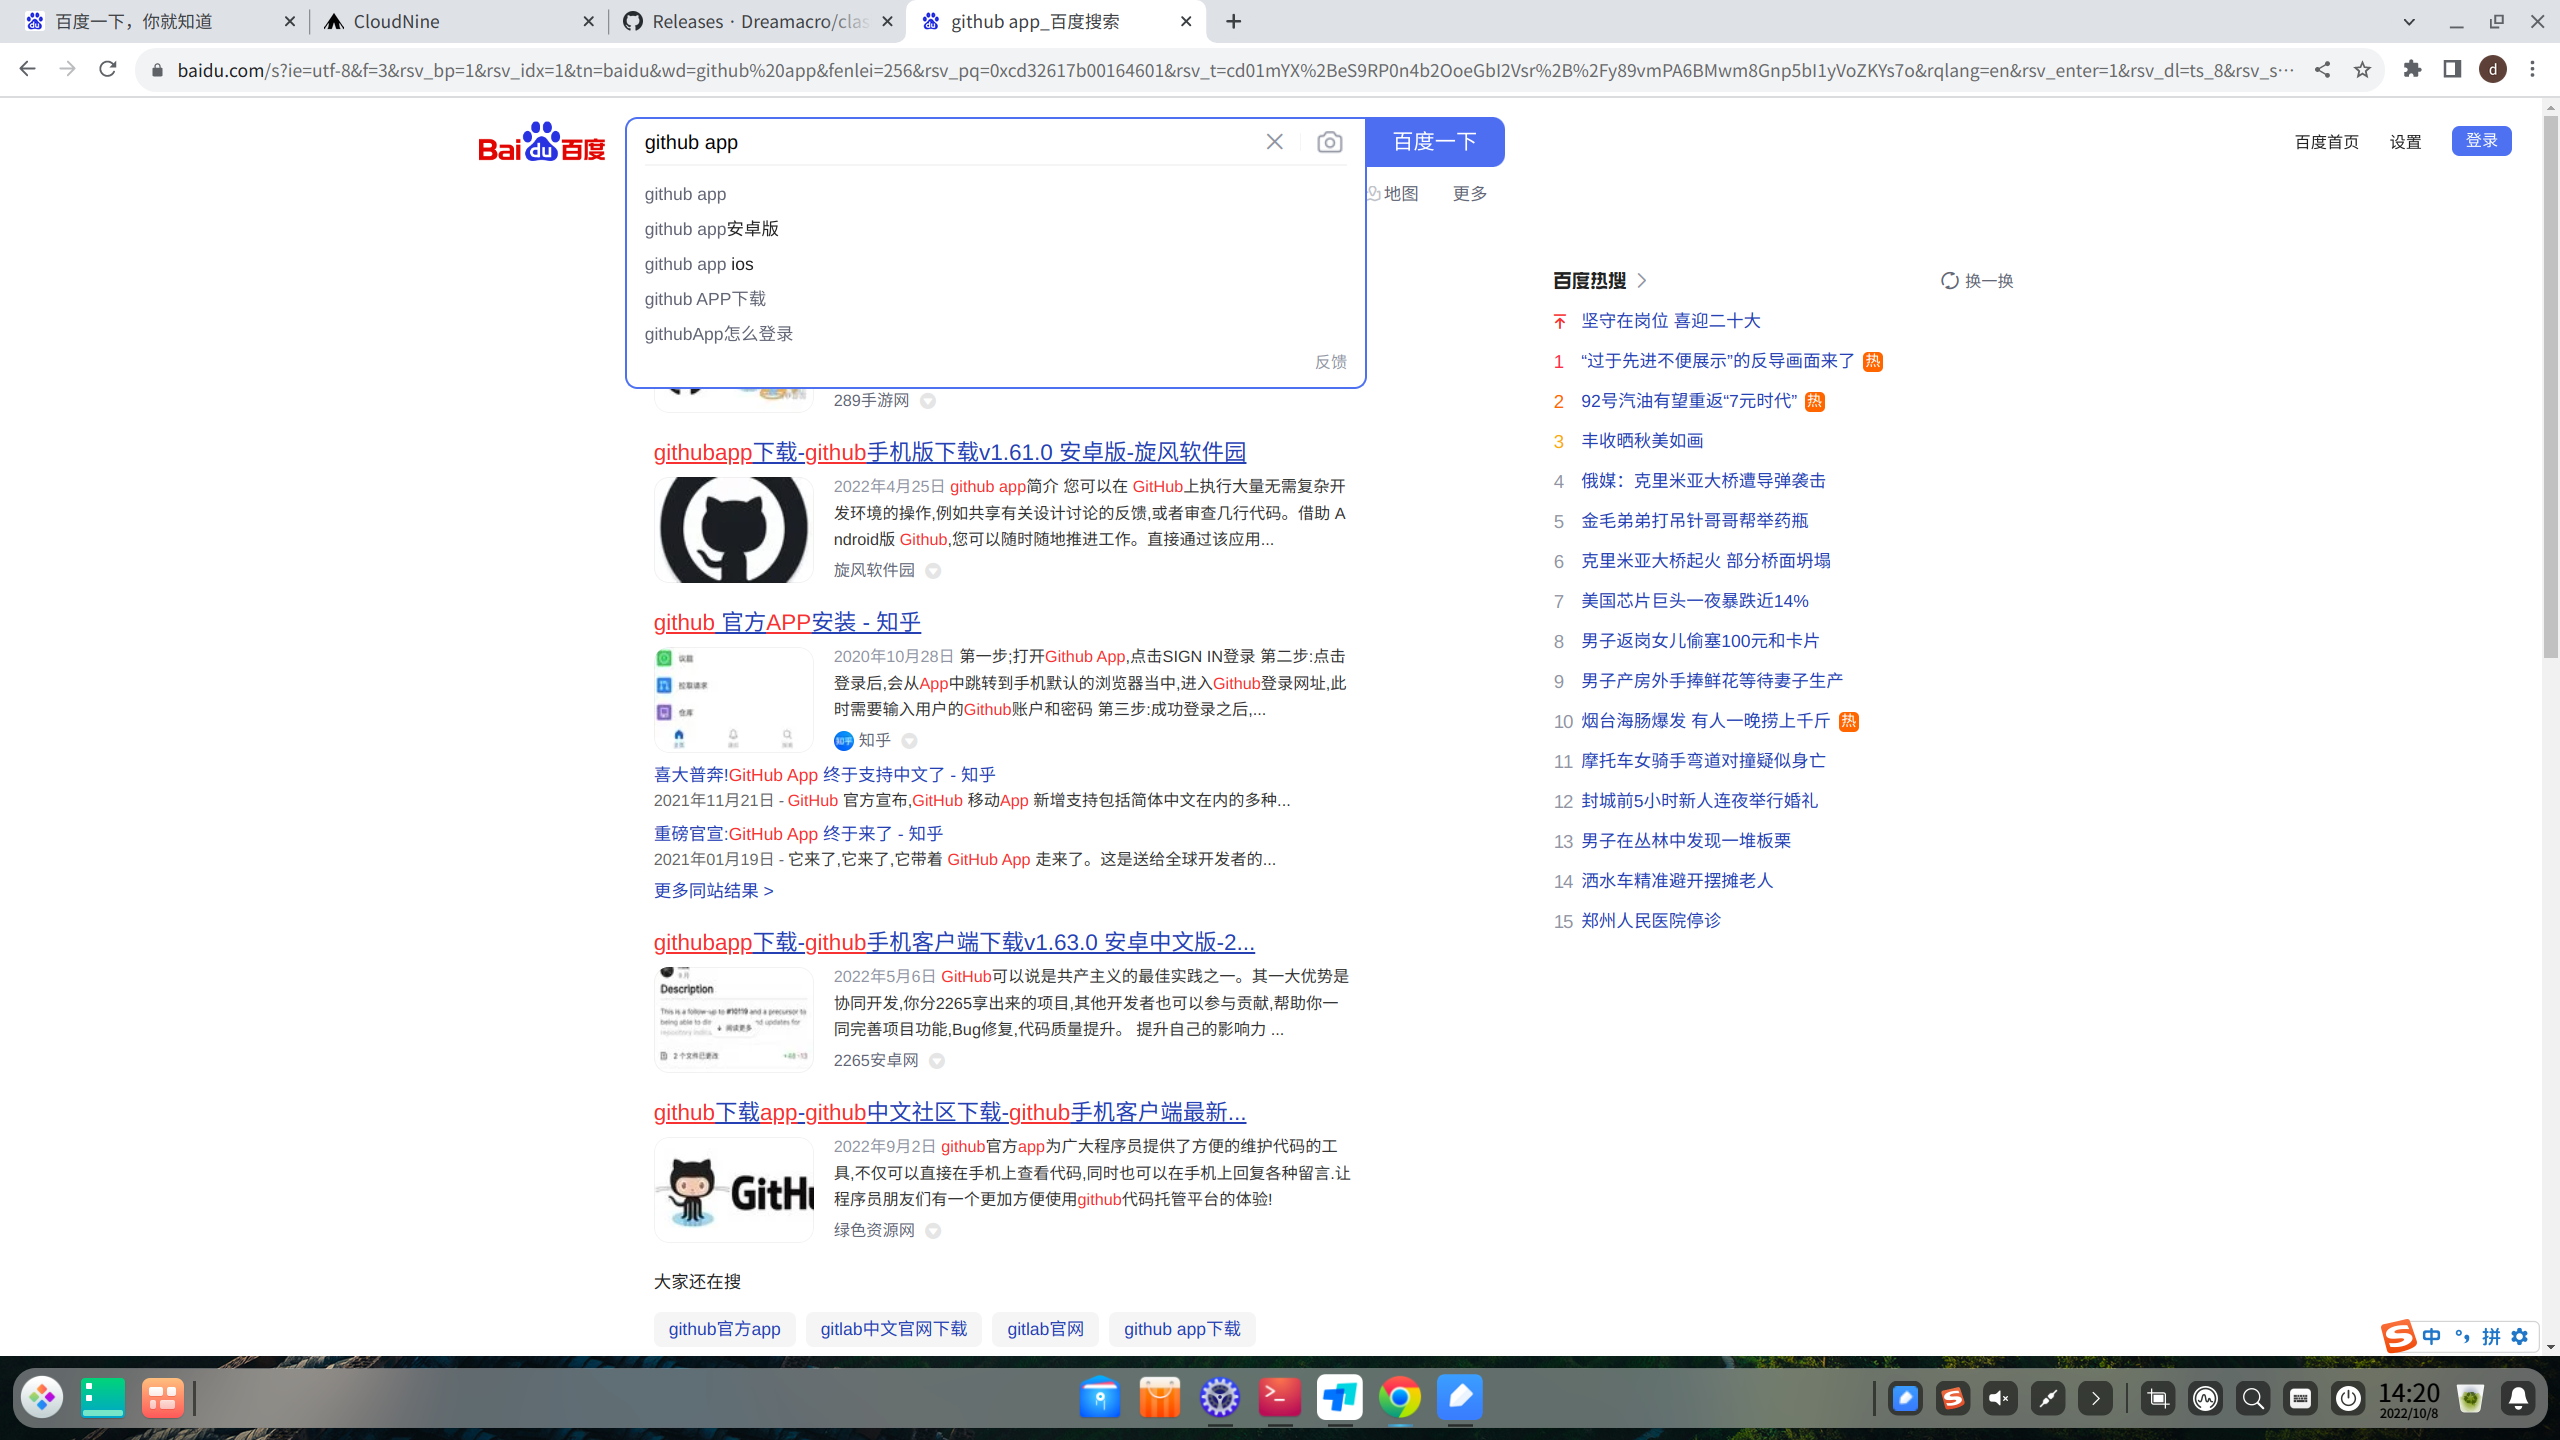 百度一下，你就知道
CloudNine
Releases · Dreamacro/clas
github app_百度搜索
baidu.com/s?ie=utf-8&f=3&rsv_bp=1&rsv_idx=1&tn=baidu&wd=github%20app&fenlei=256&rsv_pq=0xcd32617b00164601&rsv_t=cd01mYX%2BeS9RP0n4b2OoeGbI2Vsr%2B%2Fy89vmPA6BMwm8Gnp5bI1yVoZKYs7o&rqlang=en&rsv_enter=1&rsv_dl=ts_8&rsv_s…
d
Bai du 百度
github app
百度一下
百度首页
设置
登录
地图
更多
github app
github app安卓版
github app ios
github APP下载
githubApp怎么登录
反馈
289手游网
githubapp下载-github手机版下载v1.61.0 安卓版-旋风软件园
2022年4月25日 github app简介 您可以在 GitHub上执行大量无需复杂开
发环境的操作,例如共享有关设计讨论的反馈,或者审查几行代码。借助 A
ndroid版 Github,您可以随时随地推进工作。直接通过该应用...
旋风软件园
github 官方APP安装 - 知乎
议题
拉取请求
仓库
2020年10月28日 第一步;打开Github App,点击SIGN IN登录 第二步:点击
登录后,会从App中跳转到手机默认的浏览器当中,进入Github登录网址,此
时需要输入用户的Github账户和密码 第三步:成功登录之后,...
知乎 知乎
喜大普奔!GitHub App 终于支持中文了 - 知乎
2021年11月21日 - GitHub 官方宣布,GitHub 移动App 新增支持包括简体中文在内的多种...
重磅官宣:GitHub App 终于来了 - 知乎
2021年01月19日 - 它来了,它来了,它带着 GitHub App 走来了。这是送给全球开发者的...
更多同站结果 >
githubapp下载-github手机客户端下载v1.63.0 安卓中文版-2...
Description
This is a follow-up to #10119 and a precursor to
being able to
and updates for
阅读更多
2 个文件已更改
2022年5月6日 GitHub可以说是共产主义的最佳实践之一。其一大优势是
协同开发,你分2265享出来的项目,其他开发者也可以参与贡献,帮助你一
同完善项目功能,Bug修复,代码质量提升。 提升自己的影响力 ...
2265安卓网
github下载app-github中文社区下载-github手机客户端最新...
GitHu
2022年9月2日 github官方app为广大程序员提供了方便的维护代码的工
具,不仅可以直接在手机上查看代码,同时也可以在手机上回复各种留言.让
程序员朋友们有一个更加方便使用github代码托管平台的体验!
绿色资源网
大家还在搜
github官方app
gitlab中文官网下载
gitlab官网
github app下载
百度热搜
换一换
坚守在岗位 喜迎二十大
1 “过于先进不便展示”的反导画面来了 热
2 92号汽油有望重返“7元时代” 热
3 丰收晒秋美如画
4 俄媒：克里米亚大桥遭导弹袭击
5 金毛弟弟打吊针哥哥帮举药瓶
6 克里米亚大桥起火 部分桥面坍塌
7 美国芯片巨头一夜暴跌近14%
8 男子返岗女儿偷塞100元和卡片
9 男子产房外手捧鲜花等待妻子生产
10 烟台海肠爆发 有人一晚捞上千斤 热
11 摩托车女骑手弯道对撞疑似身亡
12 封城前5小时新人连夜举行婚礼
13 男子在丛林中发现一堆板栗
14 洒水车精准避开摆摊老人
15 郑州人民医院停诊
S 中 °, 拼
14:20
2022/10/8